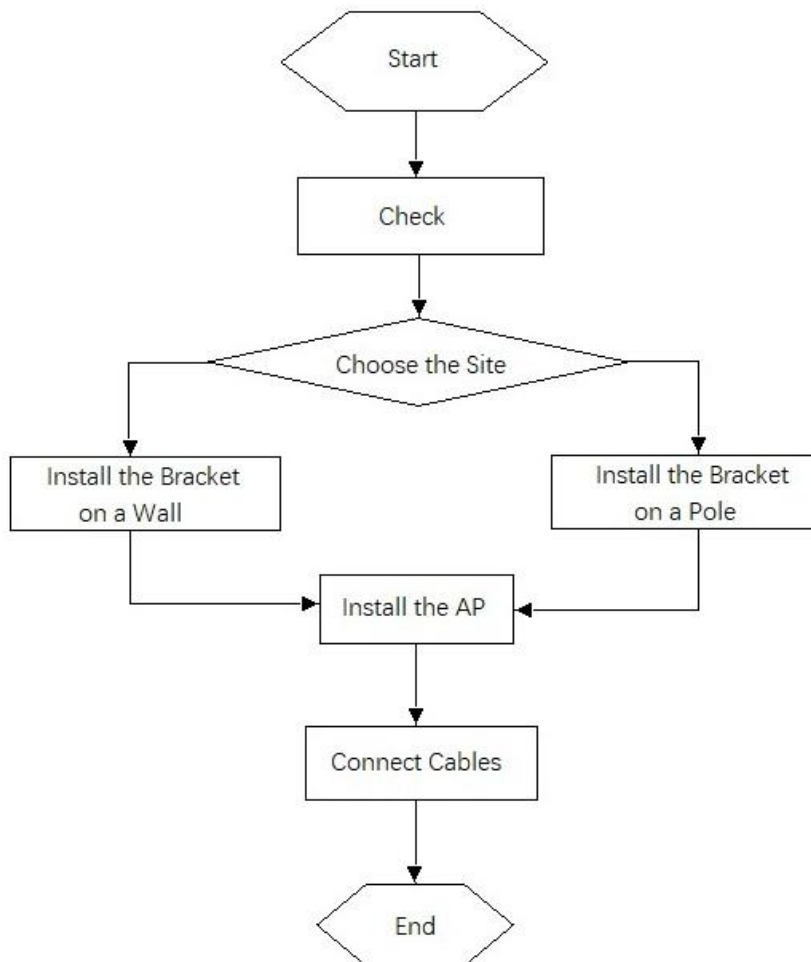 Start
Check
Choose the Site
Install the Bracket
on a Wall
Install the Bracket
on a Pole
Install the AP
Connect Cables
End